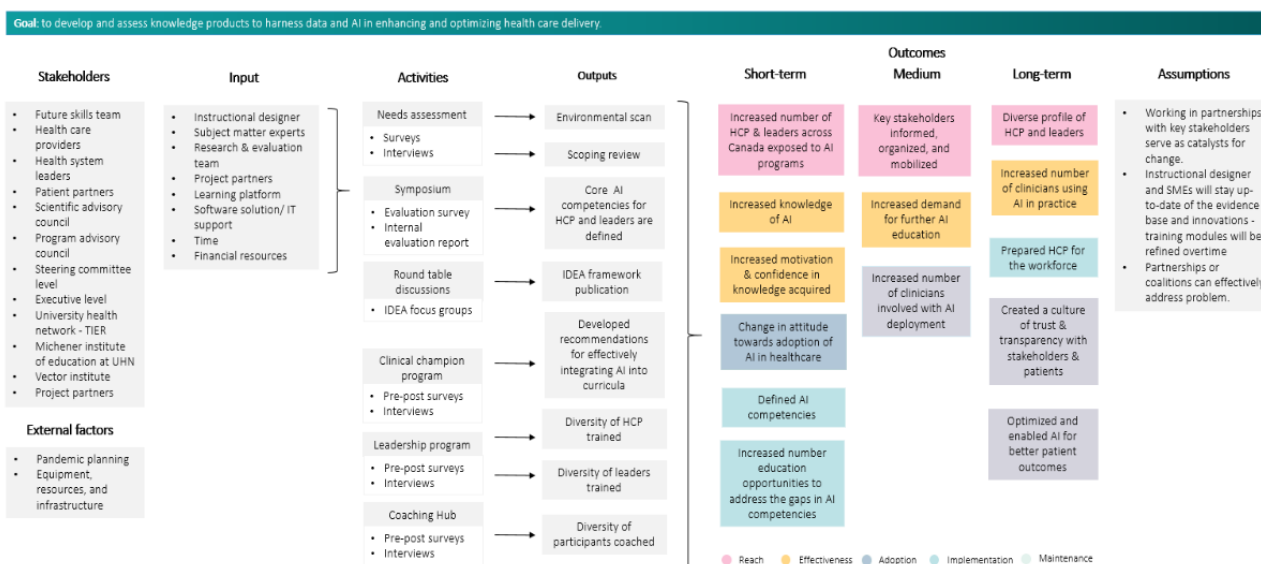 Goal: to develop and assess knowledge products to harness data and AI in enhancing and optimizing health care delivery.
Stakeholders
• Future skills team
• Health care
providers
• Health system
leaders
• Patient partners
• Scientific advisory
council
• Program advisory
council
• Steering committee
level
• Executive level
• University health
network - TIER
• Michener institute
of education at UHN
• Vector institute
• Project partners
External factors
• Pandemic planning
• Equipment,
resources, and
infrastructure
Input
• Instructional designer
• Subject matter experts
• Research & evaluation
team
• Project partners
• Learning platform
• Software solution/ IT
support
• Time
• Financial resources
Activities
Needs assessment
• Surveys
• Interviews
Symposium
• Evaluation survey
• Internal
evaluation report
Round table
discussions
• IDEA focus groups
Clinical champion
program
• Pre-post surveys
• Interviews
Leadership program
• Pre-post surveys
• Interviews
Coaching Hub
• Pre-post surveys
• Interviews
Outputs
Environmental scan
Scoping review
Core AI
competencies for
HCP and leaders are
defined
IDEA framework
publication
Developed
recommendations
for effectively
integrating AI into
curricula
Diversity of HCP
trained
Diversity of leaders
trained
Diversity of
participants coached
Outcomes
Short-term
Increased number of
HCP & leaders across
Canada exposed to AI
programs
Increased knowledge
of AI
Increased motivation
& confidence in
knowledge acquired
Change in attitude
towards adoption of
AI in healthcare
Defined AI
competencies
Increased number
education
opportunities to
address the gaps in AI
competencies
Medium
Key stakeholders
informed,
organized, and
mobilized
Increased demand
for further AI
education
Increased number
of clinicians
involved with AI
deployment
Long-term
Diverse profile of
HCP and leaders
Increased number
of clinicians using
AI in practice
Prepared HCP for
the workforce
Created a culture
of trust &
transparency with
stakeholders &
patients
Optimized and
enabled AI for
better patient
outcomes
Assumptions
• Working in partnerships
with key stakeholders
serve as catalysts for
change.
• Instructional designer
and SMEs will stay up-
to-date of the evidence
base and innovations -
training modules will be
refined overtime
• Partnerships or
coalitions can effectively
address problem.
Reach
Effectiveness
Adoption
Implementation
Maintenance